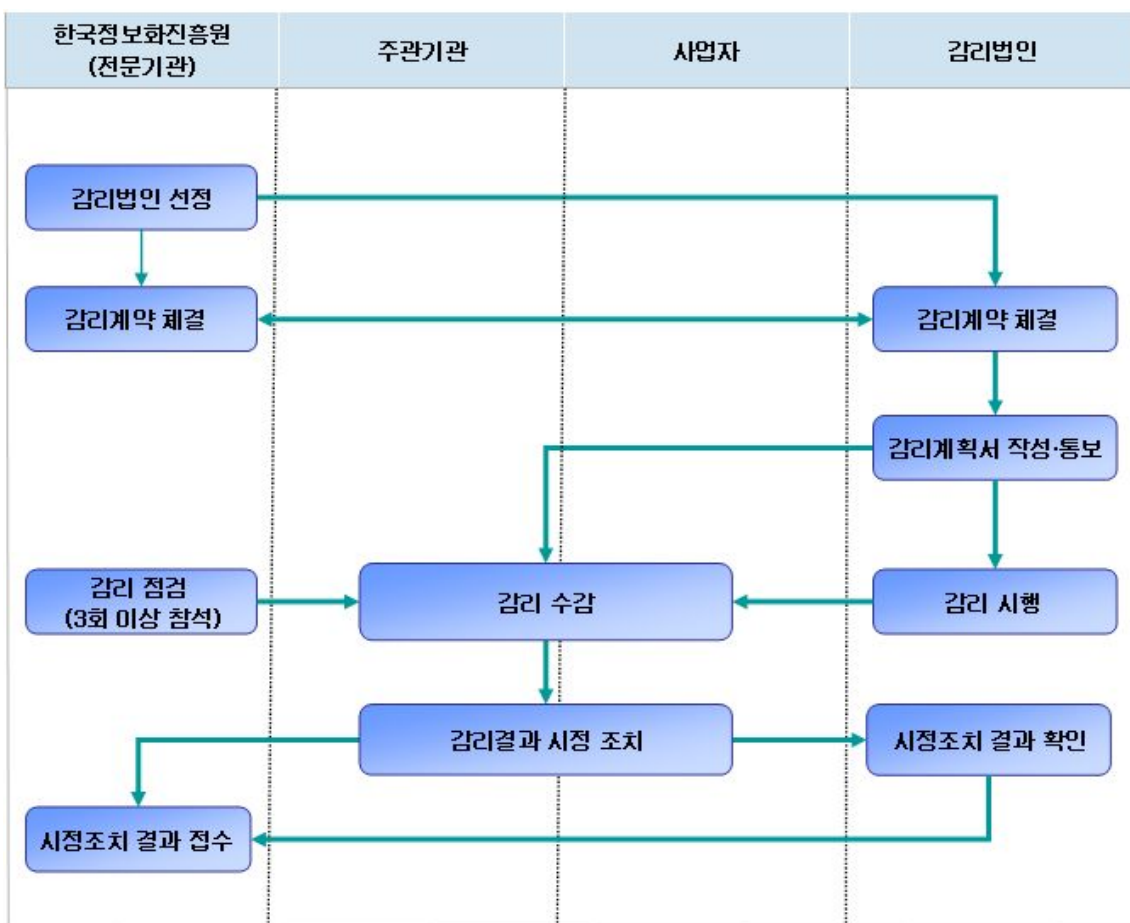 한국정보화진흥원
(전문기관)
주관기관
사업자
감리법인
감리법인 선정
감리계약 체결
감리계약 체결
감리계획서 작성·통보
감리 점검
(3회 이상 참석)
감리 수감
감리 시행
감리결과 시정 조치
시정조치 결과 확인
시정조치 결과 접수